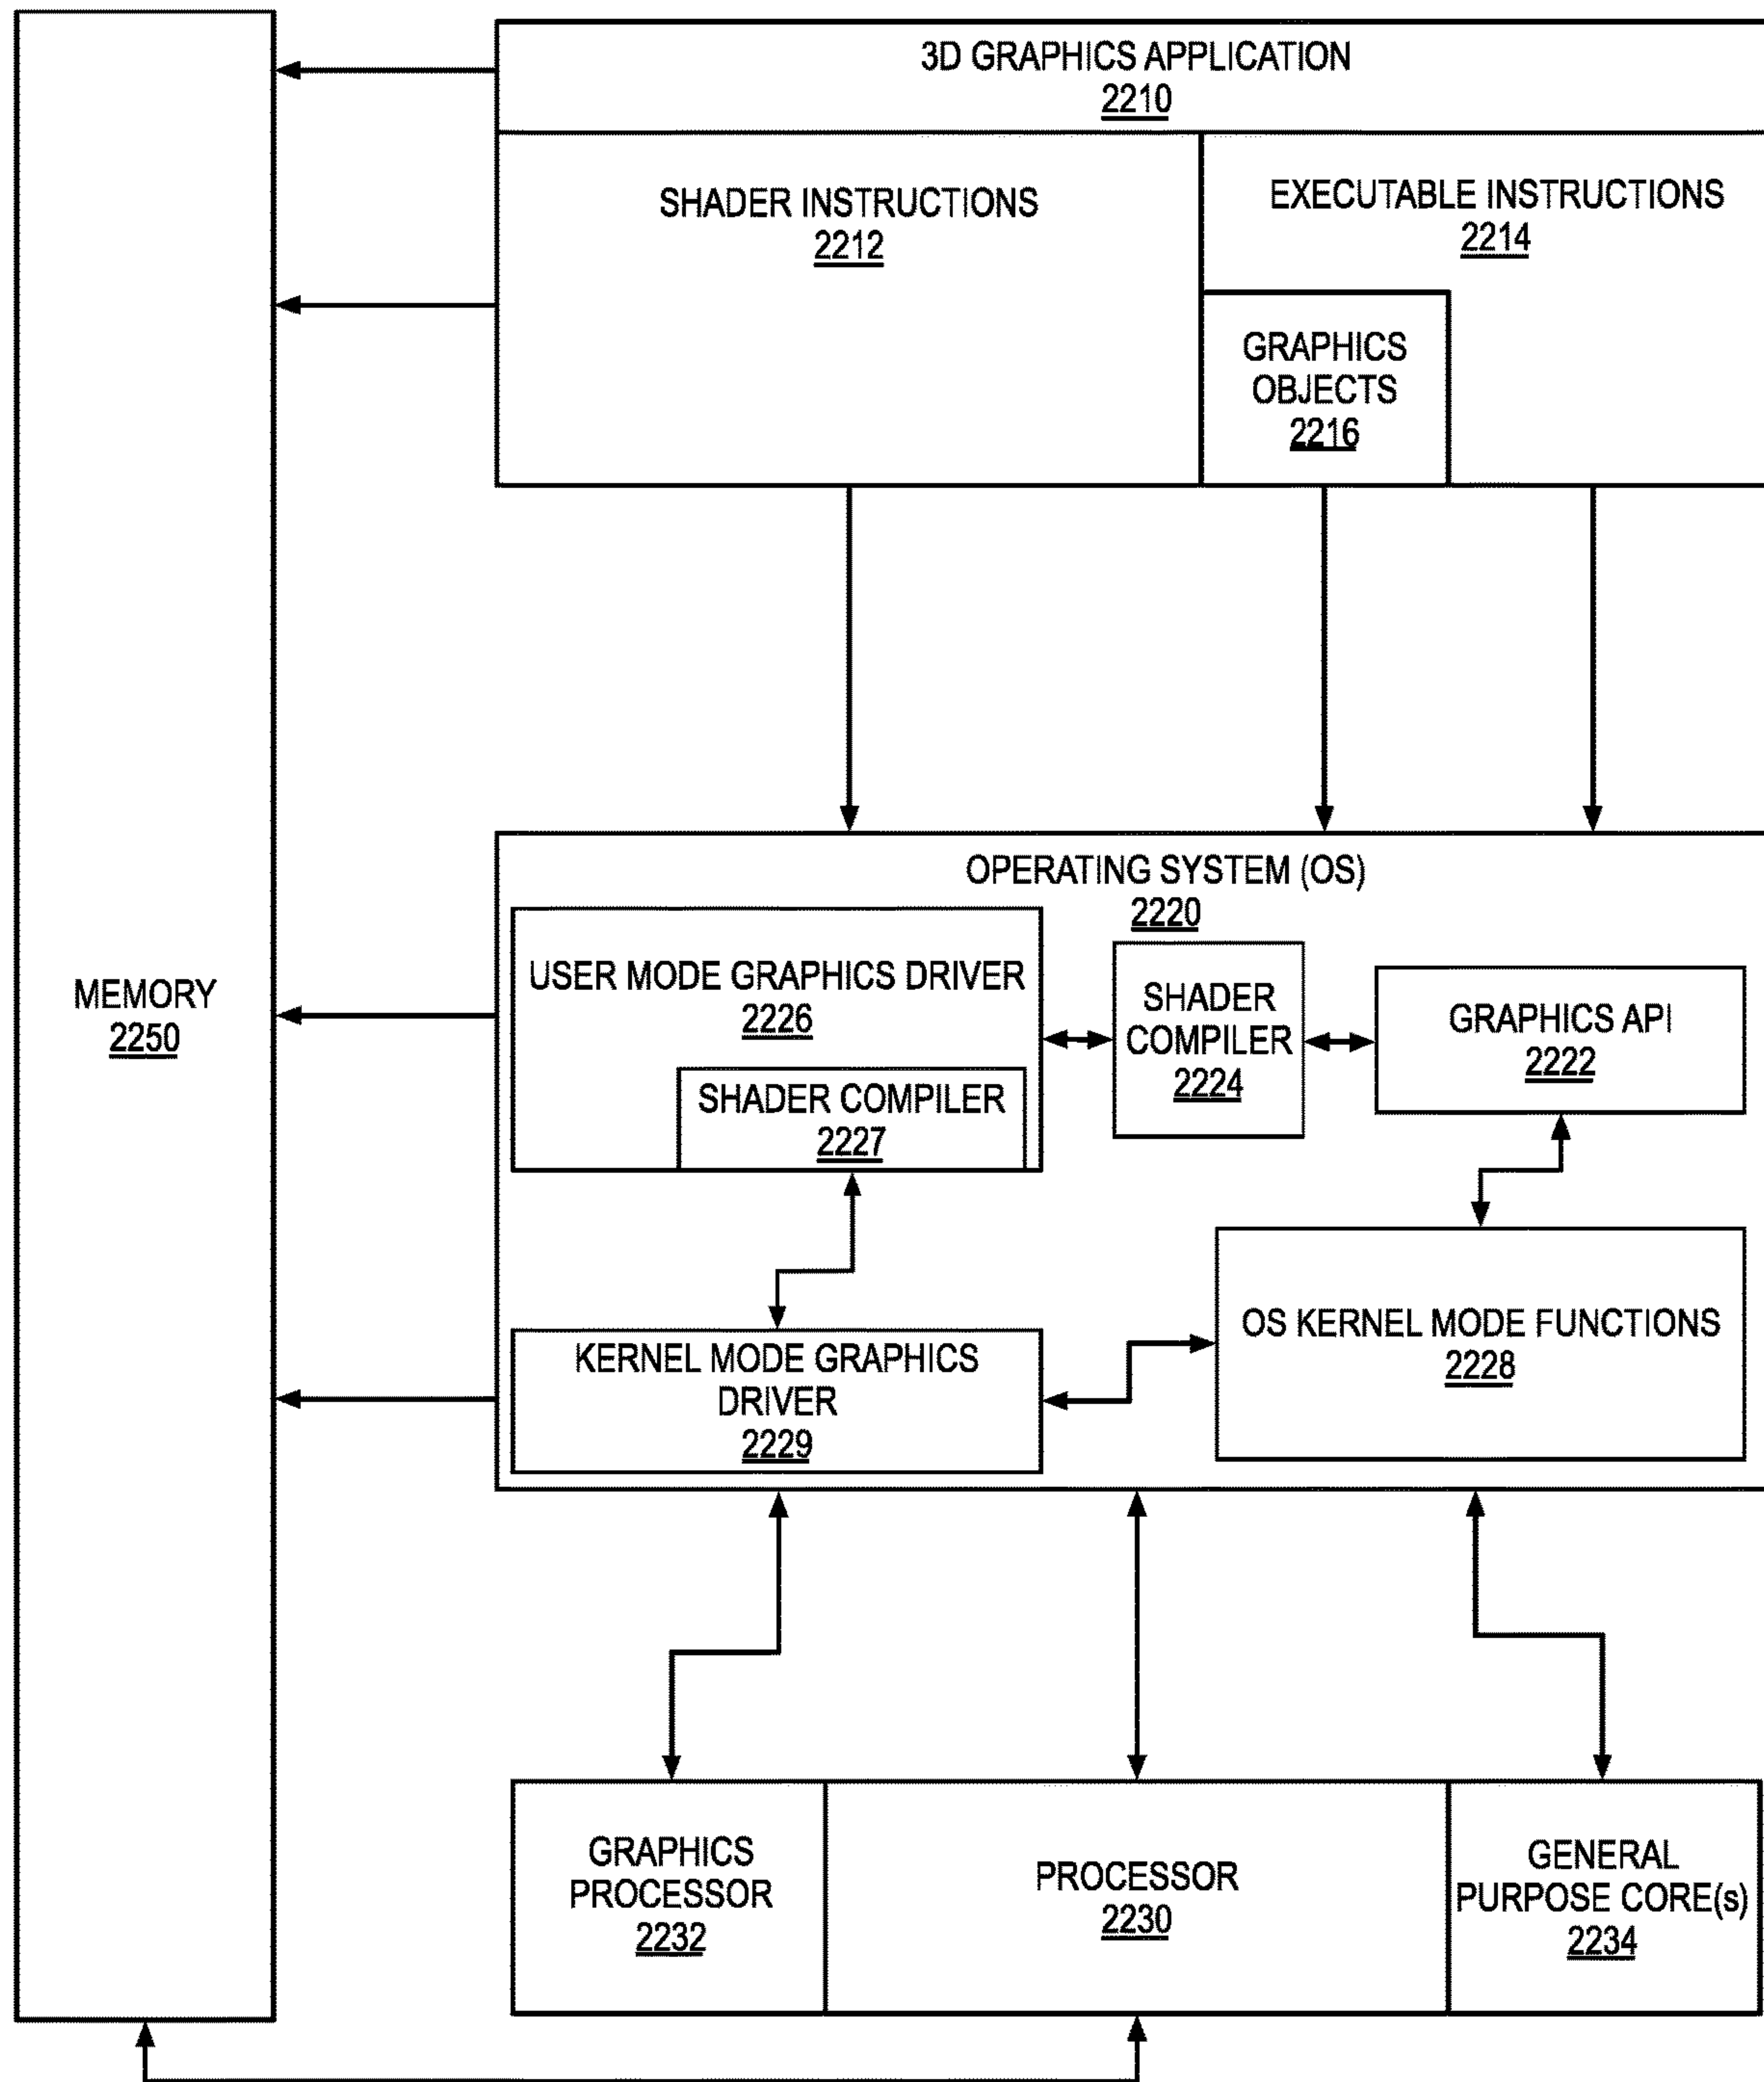 3D GRAPHICS APPLICATION
2210
SHADER INSTRUCTIONS
2212
EXECUTABLE INSTRUCTIONS
2214
GRAPHICS
OBJECTS
2216
MEMORY
2250
OPERATING SYSTEM (OS)
2220
USER MODE GRAPHICS DRIVER
2226
SHADER COMPILER
2227
SHADER
COMPILER
2224
GRAPHICS API
2222
KERNEL MODE GRAPHICS
DRIVER
2229
OS KERNEL MODE FUNCTIONS
2228
GRAPHICS
PROCESSOR
2232
PROCESSOR
2230
GENERAL
PURPOSE CORE(s)
2234